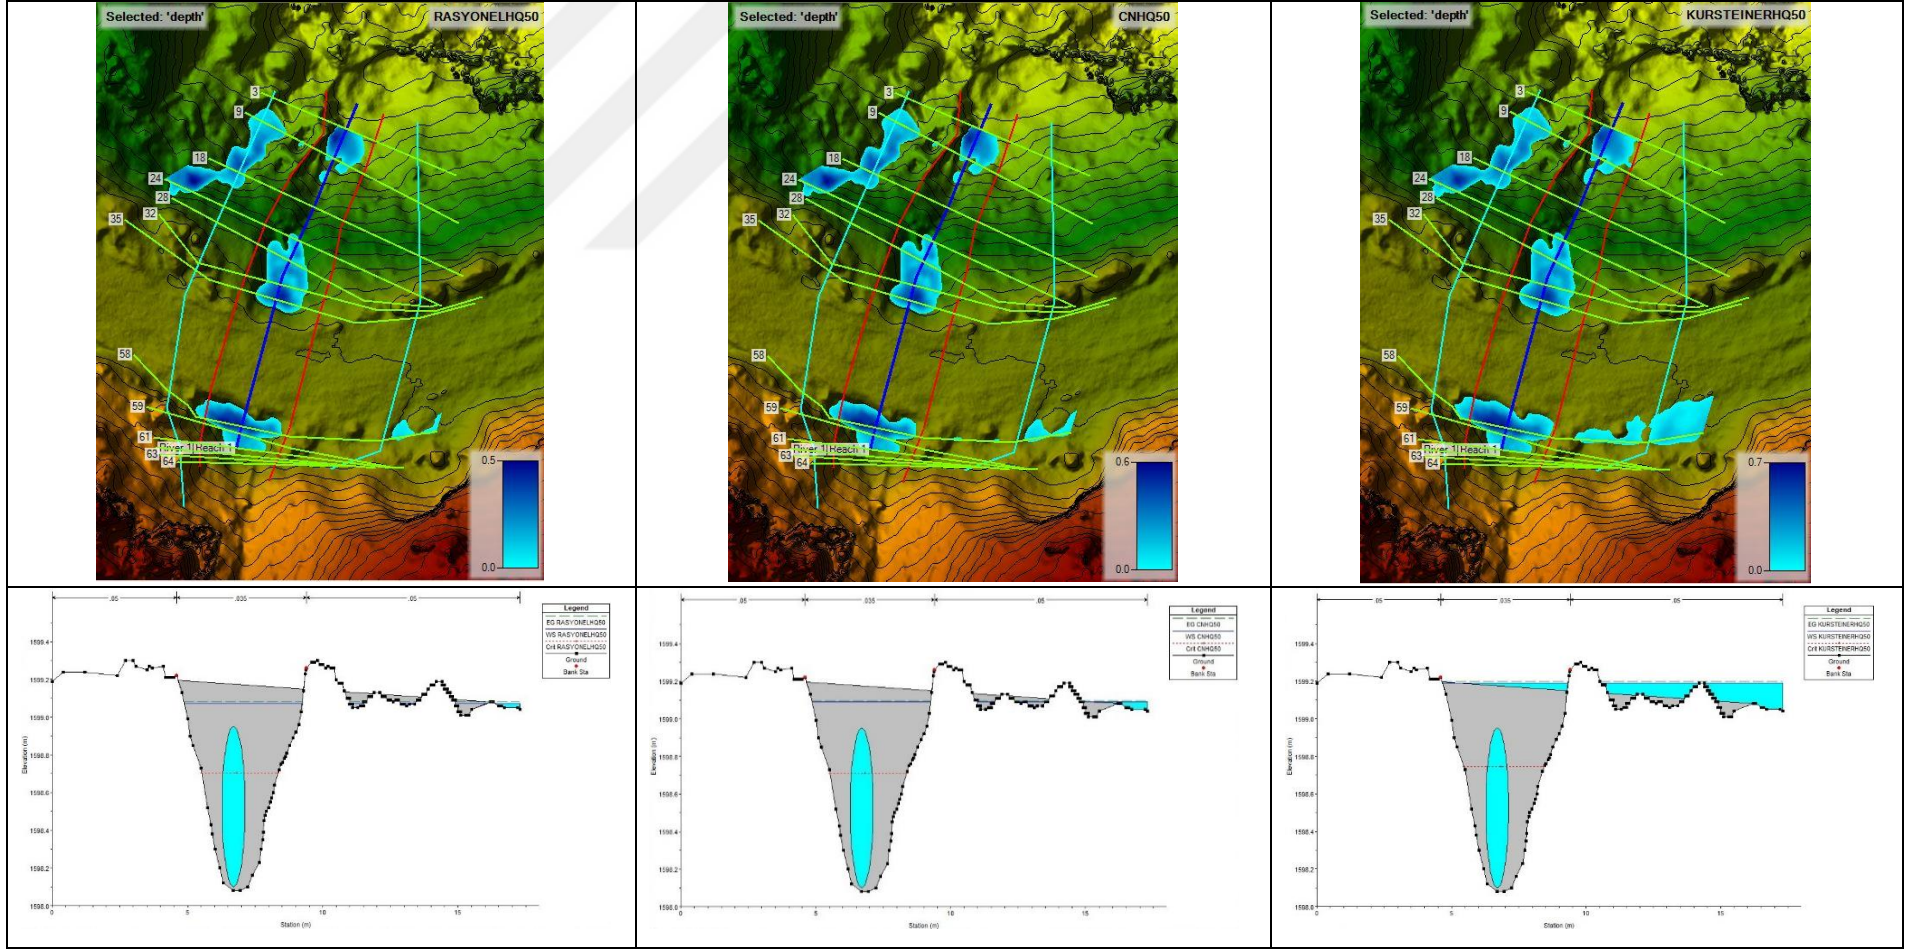 Selected: 'depth'
RASYONELHQ50
3
9
18
24
28
32
35
58
59
61
River 1 Reach 1
63
64
0.5
0.0
Selected: 'depth'
CNHQ50
3
9
18
24
28
32
35
58
59
61
River 1 Reach 1
63
64
0.6
0.0
Selected: 'depth'
KURSTEINERHQ50
3
9
18
24
28
32
35
58
59
61
River 1 Reach 1
63
64
0.7
0.0
.05
.035
.05
Legend
EG RASYONELHQ50
WS RASYONELHQ50
Crit RASYONELHQ50
Ground
Bank Sta
1599.4
1599.2
1599.0
1598.8
1598.6
1598.4
1598.2
1598.0
Elevation (m)
0
5
10
15
Station (m)
.05
.035
.05
Legend
EG CNHQ50
WS CNHQ50
Crit CNHQ50
Ground
Bank Sta
1599.4
1599.2
1599.0
1598.8
1598.6
1598.4
1598.2
1598.0
Elevation (m)
0
5
10
15
Station (m)
.05
.035
.05
Legend
EG KURSTEINERHQ50
WS KURSTEINERHQ50
Crit KURSTEINERHQ50
Ground
Bank Sta
1599.4
1599.2
1599.0
1598.8
1598.6
1598.4
1598.2
1598.0
Elevation (m)
0
5
10
15
Station (m)